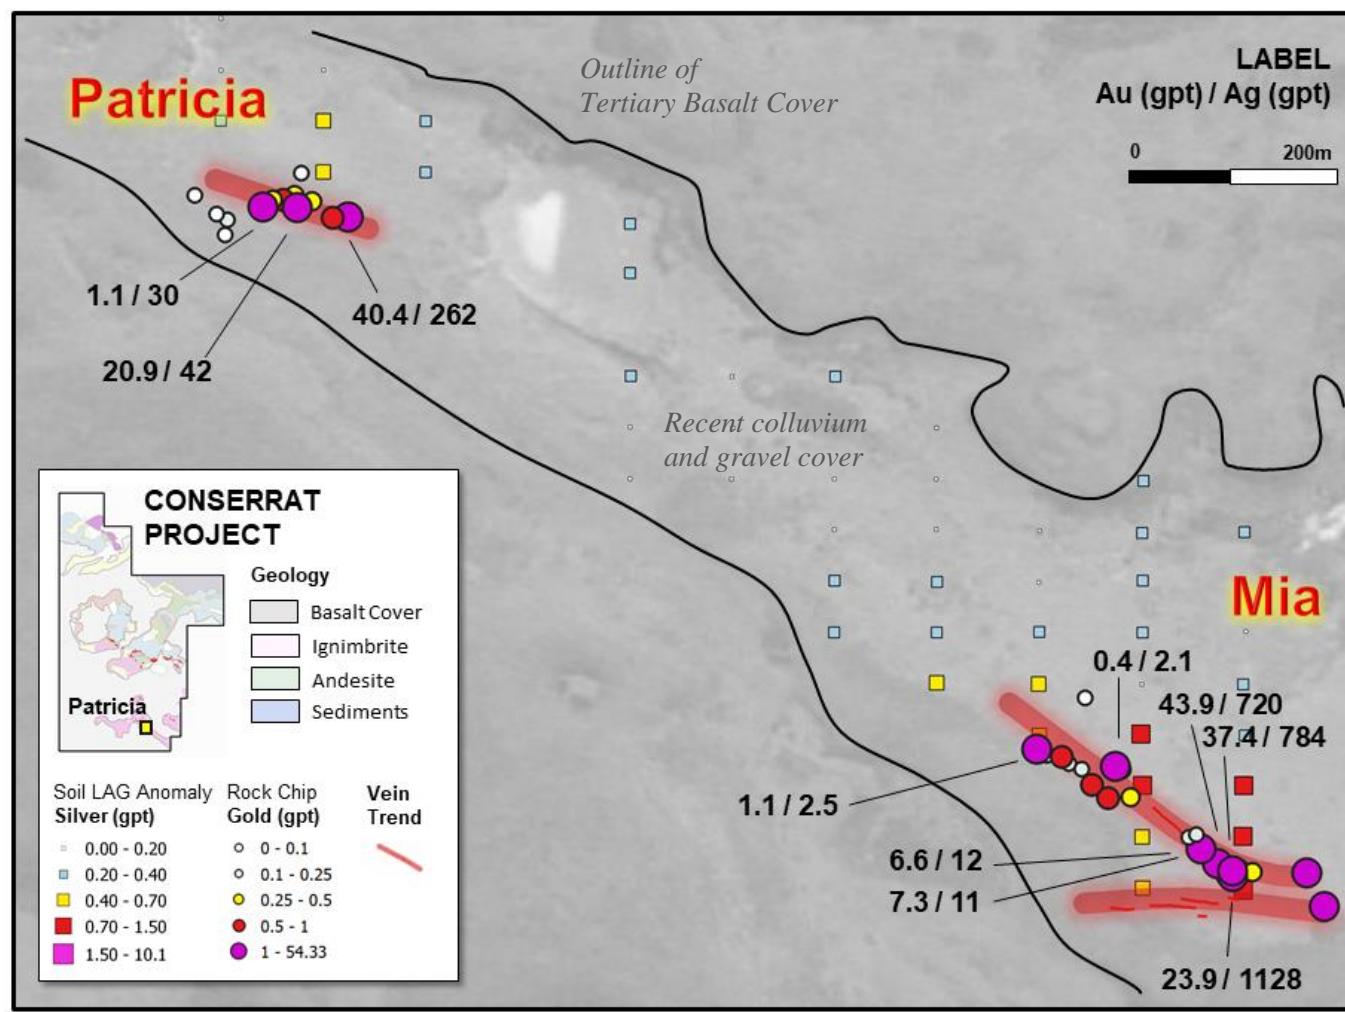 Patricia
Outline of
Tertiary Basalt Cover
LABEL
Au (gpt) / Ag (gpt)
0 200m
1.1 / 30
40.4 / 262
20.9 / 42
Recent colluvium
and gravel cover
Mia
0.4 / 2.1
43.9 / 720
37.4 / 784
1.1 / 2.5
6.6 / 12
7.3 / 11
23.9 / 1128
CONSERRAT
PROJECT
Geology
Basalt Cover
Ignimbrite
Andesite
Sediments
Patricia
Soil LAG Anomaly
Silver (gpt)
0.00 - 0.20
0.20 - 0.40
0.40 - 0.70
0.70 - 1.50
1.50 - 10.1
Rock Chip
Gold (gpt)
0 - 0.1
0.1 - 0.25
0.25 - 0.5
0.5 - 1
1 - 54.33
Vein
Trend